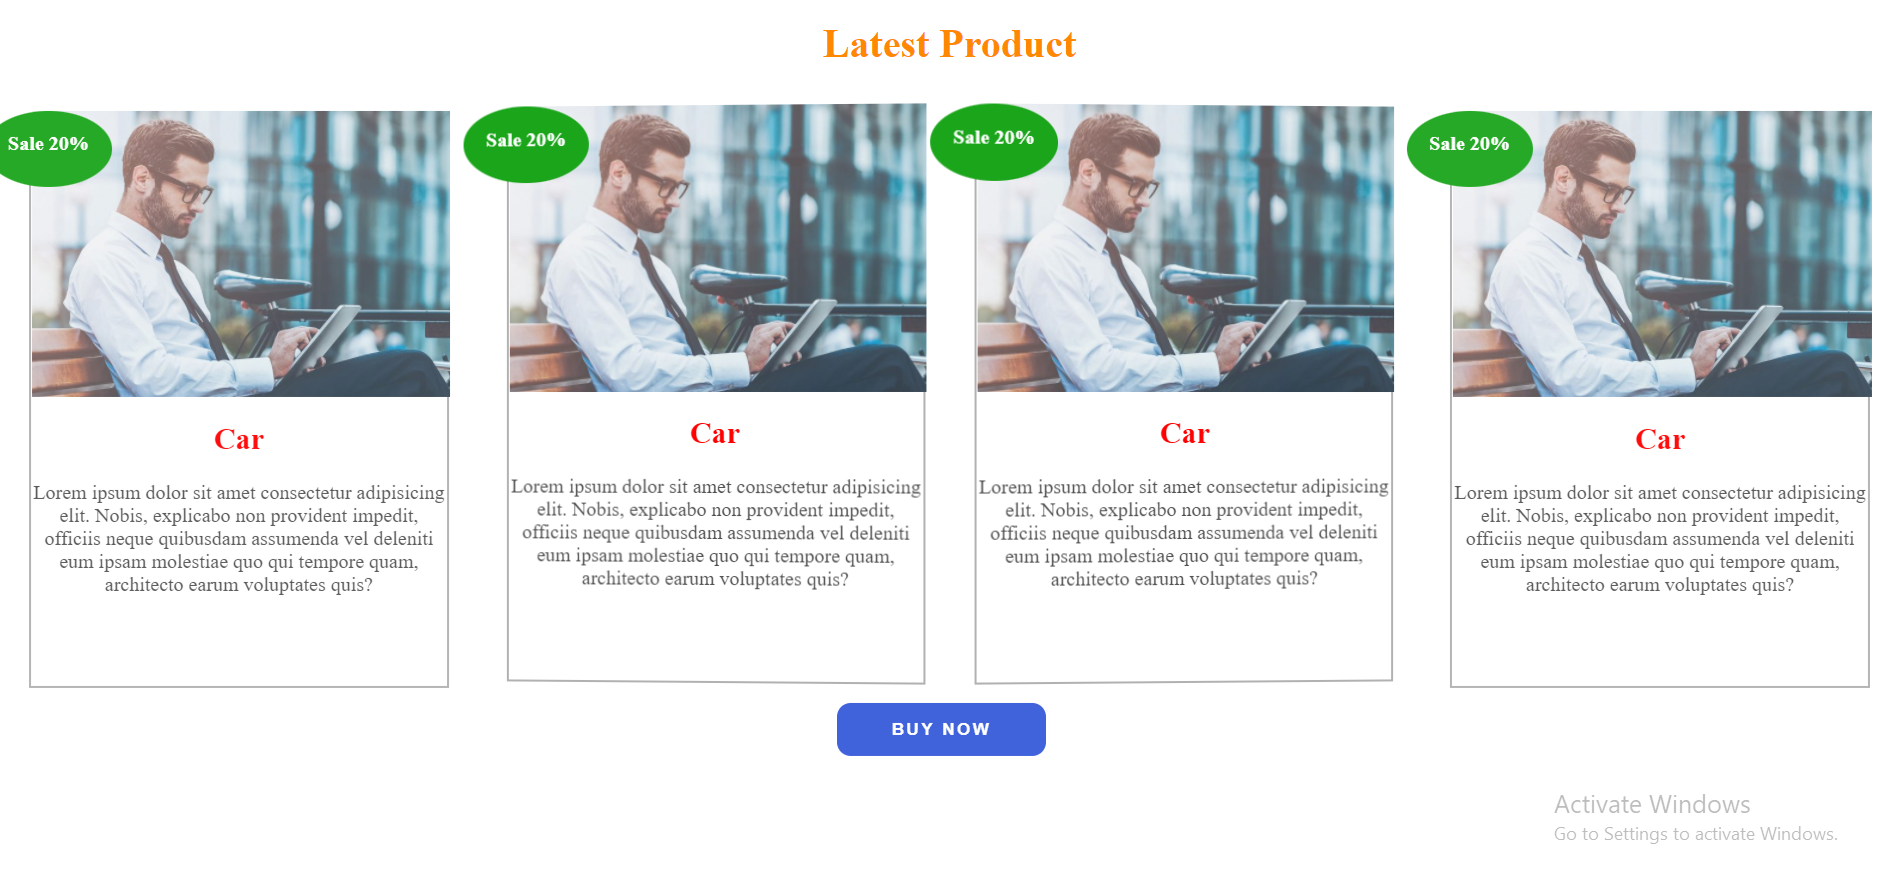 Latest Product
Sale 20%
Car
Lorem ipsum dolor sit amet consectetur adipisicing
elit. Nobis, explicabo non provident impedit,
officiis neque quibusdam assumenda vel deleniti
eum ipsam molestiae quo qui tempore quam,
architecto earum voluptates quis?
Sale 20%
Car
Lorem ipsum dolor sit amet consectetur adipisicing
elit. Nobis, explicabo non provident impedit,
officiis neque quibusdam assumenda vel deleniti
eum ipsam molestiae quo qui tempore quam,
architecto earum voluptates quis?
Sale 20%
Car
Lorem ipsum dolor sit amet consectetur adipisicing
elit. Nobis, explicabo non provident impedit,
officiis neque quibusdam assumenda vel deleniti
eum ipsam molestiae quo qui tempore quam,
architecto earum voluptates quis?
Sale 20%
Car
Lorem ipsum dolor sit amet consectetur adipisicing
elit. Nobis, explicabo non provident impedit,
officiis neque quibusdam assumenda vel deleniti
eum ipsam molestiae quo qui tempore quam,
architecto earum voluptates quis?
BUY NOW
Activate Windows
Go to Settings to activate Windows.